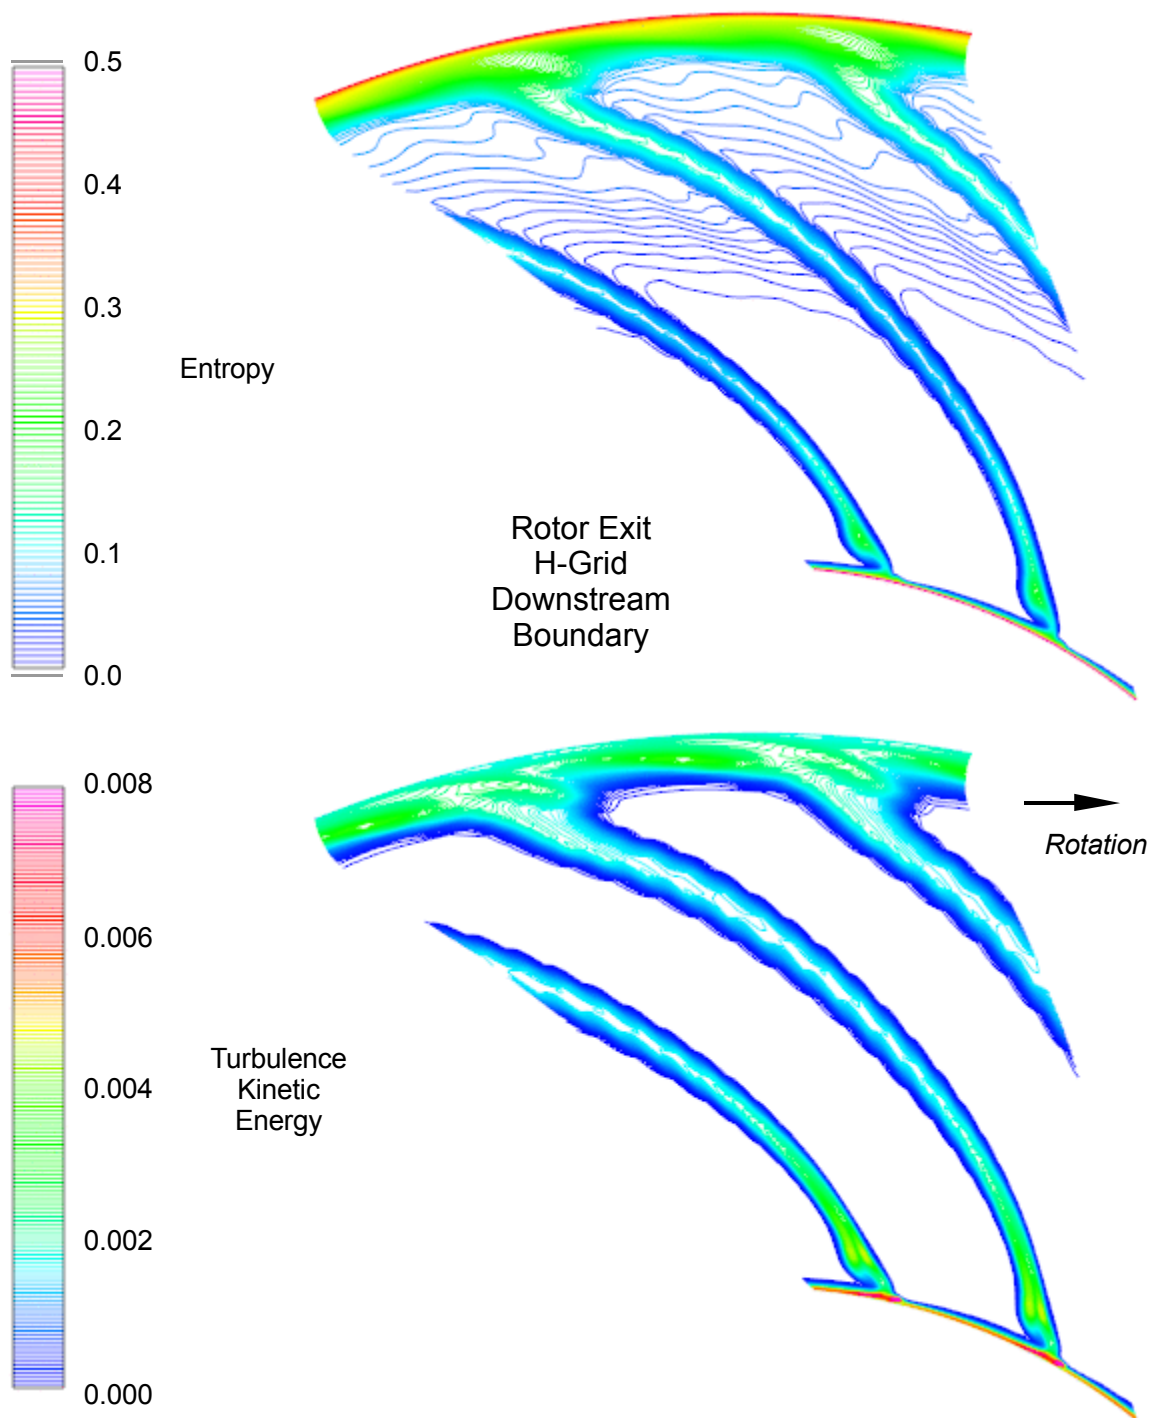 0.5
0.4
0.3
Entropy
0.2
0.1
0.0
Rotor Exit
H-Grid
Downstream
Boundary
0.008
0.006
0.004
0.002
0.000
Turbulence
Kinetic
Energy
Rotation